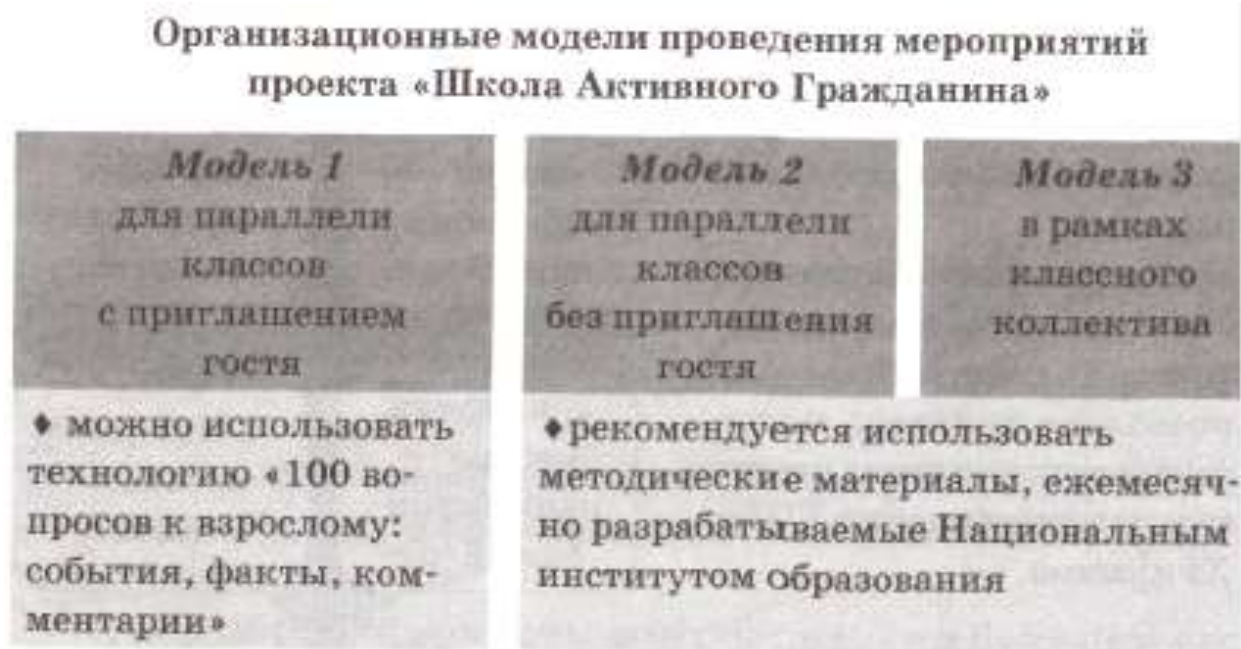 Организационные модели проведения мероприятий
проекта «Школа Активного Гражданина»
Модель 1
для параллели
классов
с приглашением
гостя
Модель 2
для параллели
классов
без приглашения
гостя
Модель 3
в рамках
классного
коллектива
♦ можно использовать
технологию «100 во-
просов к взрослому:
события, факты, ком-
ментарии»
♦ рекомендуется использовать
методические материалы, ежемесяч-
но разрабатываемые Национальным
институтом образования